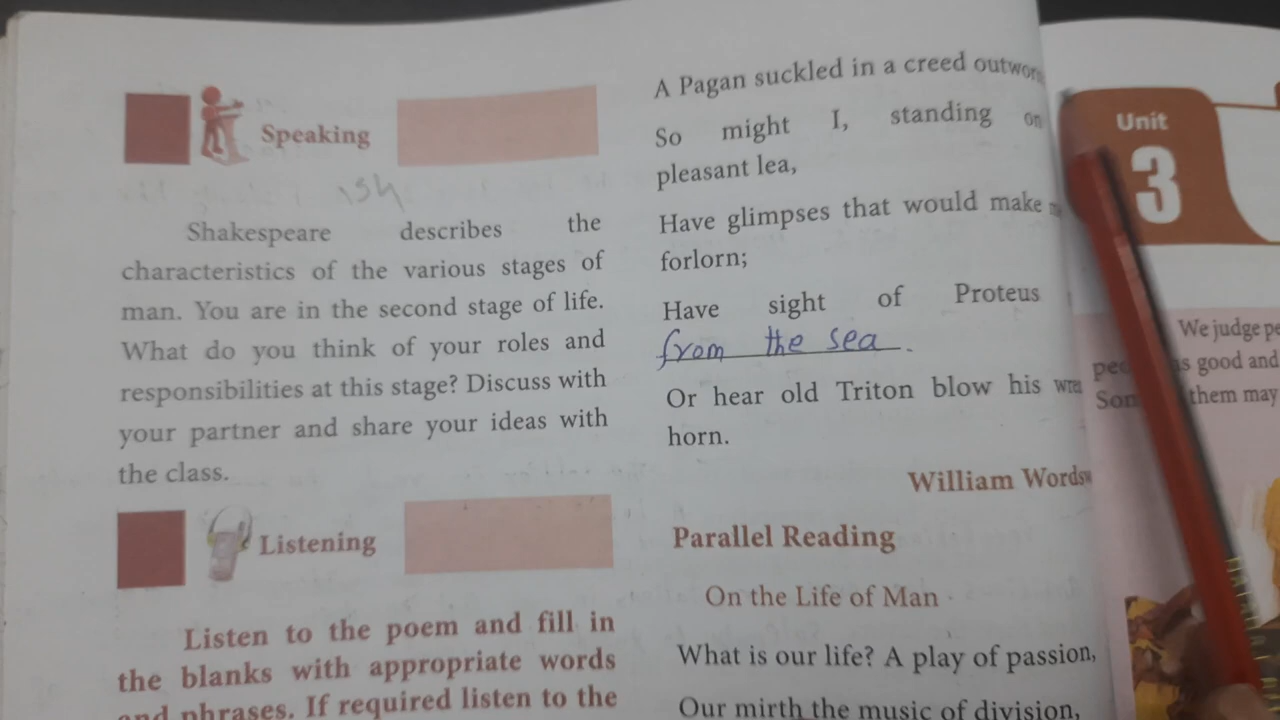 Speaking
154
Shakespeare describes the
characteristics of the various stages of
man. You are in the second stage of life.
What do you think of your roles and
responsibilities at this stage? Discuss with
your partner and share your ideas with
the class.
Listening
Listen to the poem and fill in
the blanks with appropriate words
and phrases. If required listen to the
A Pagan suckled in a creed outworn
So might I, standing on
pleasant lea,
Have glimpses that would make
forlorn;
Have sight of Proteus
from the sea.
Or hear old Triton blow his
horn.
William Words
Parallel Reading
On the Life of Man
What is our life? A play of passion,
Our mirth the music of division,
Unit
3
We judge
as good and
them may